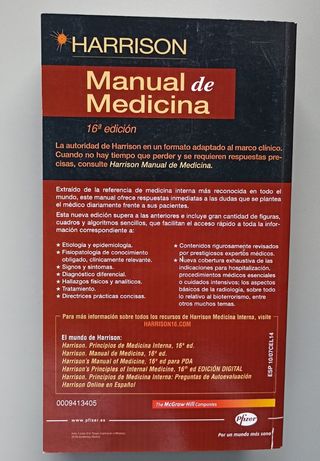 HARRISON
Manual de
Medicina
16ª edición
La autoridad de Harrison en un formato adaptado al marco clínico.
Cuando no hay tiempo que perder y se requieren respuestas pre-
cisas, consulte Harrison Manual de Medicina.
Extraído de la referencia de medicina interna más reconocida en todo el
mundo, este manual ofrece respuestas inmediatas a las dudas que se plantea
el médico diariamente frente a sus pacientes.
Esta nueva edición supera a las anteriores e incluye gran cantidad de figuras,
cuadros y algoritmos sencillos, que facilitan el acceso rápido a toda la infor-
mación correspondiente a:
★ Etiología y epidemiología.
★ Fisiopatología de conocimiento
obligado, clínicamente relevante.
★ Signos y síntomas.
★ Diagnóstico diferencial.
★ Hallazgos físicos y analíticos.
★ Tratamiento.
★ Directrices prácticas concisas.
★ Contenidos rigurosamente revisados
por prestigiosos expertos médicos.
★ Nueva cobertura exhaustiva de las
indicaciones para hospitalización,
procedimientos médicos esenciales
o cuidados intensivos; los aspectos
básicos de la radiología, sobre todo
lo relativo al bioterrorismo, entre
otros muchos temas.
Para más información sobre todos los recursos de Harrison Medicina Interna, visite
HARRISON16.COM
El mundo de Harrison:
Harrison. Principios de Medicina Interna, 16ª ed.
Harrison. Manual de Medicina, 16ª ed.
Harrison's Manual of Medicine, 16ª ed para PDA
Harrison's Principles of Internal Medicine, 16th ed EDICIÓN DIGITAL
Harrison. Principios de Medicina Interna: Preguntas de Autoevaluación
Harrison Online en Español
ESP 10/07CEL14
0009413405
The McGraw·Hill Companies
www.pfizer.es
Pfizer
Por un mundo más sano